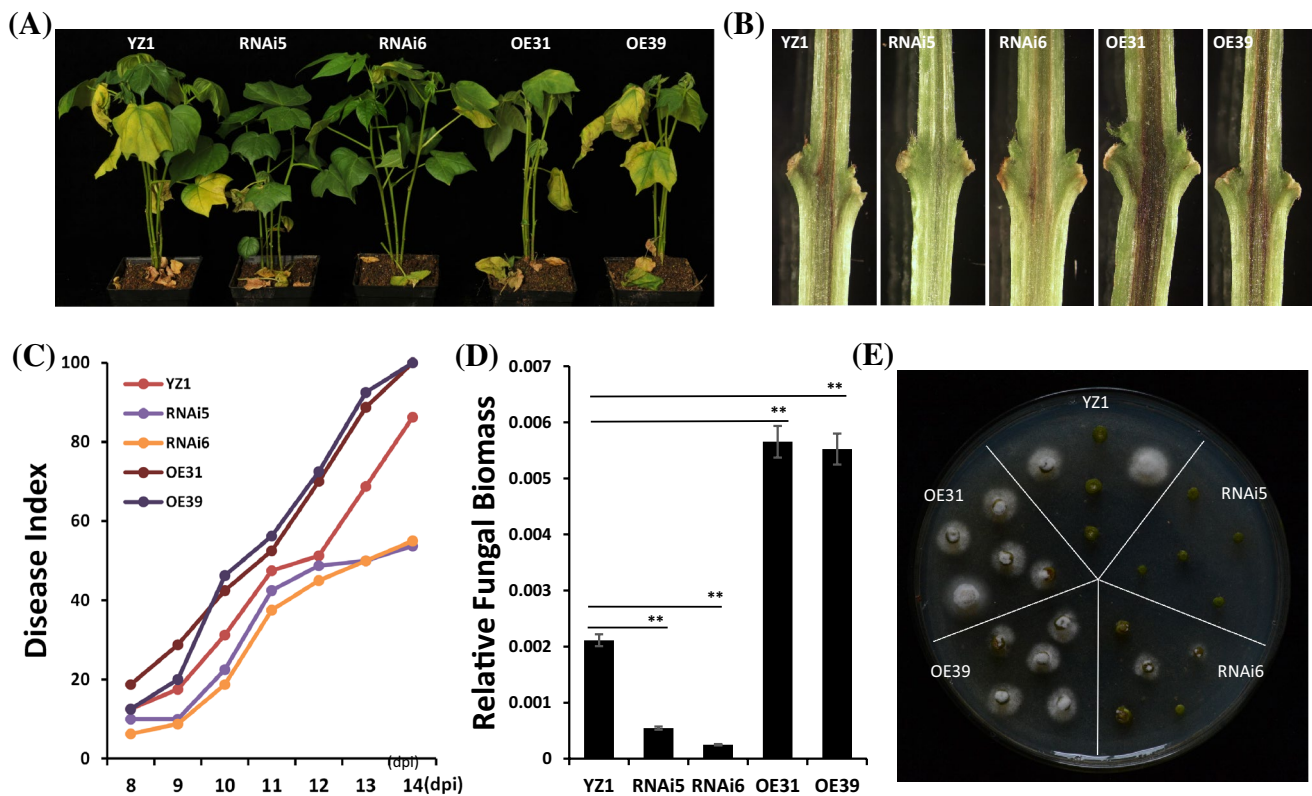 (A)
YZ1 RNAi5 RNAi6 OE31 OE39
(B)
YZ1 RNAi5 RNAi6 OE31 OE39
(C)
100
80
60
40
20
0
Disease Index
YZ1
RNAi5
RNAi6
OE31
OE39
(dpi)
8 9 10 11 12 13 14(dpi)
(D)
0.007
0.006
0.005
0.004
0.003
0.002
0.001
0
Relative Fungal Biomass
**
**
**
**
YZ1 RNAi5 RNAi6 OE31 OE39
(E)
YZ1
OE31
RNAi5
OE39
RNAi6